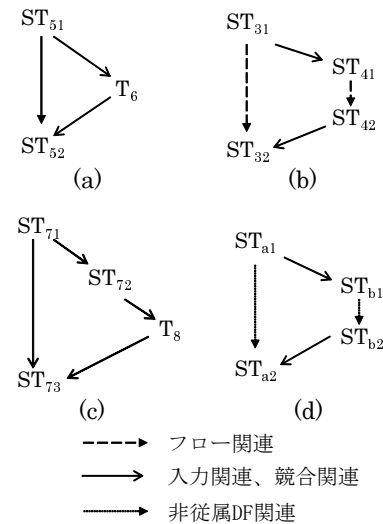 ST51
T6
ST52
(a)
ST31
ST41
ST42
ST32
(b)
ST71
ST72
T8
ST73
(c)
STa1
STb1
STb2
STa2
(d)
フロー関連
入力関連、競合関連
非従属DF関連